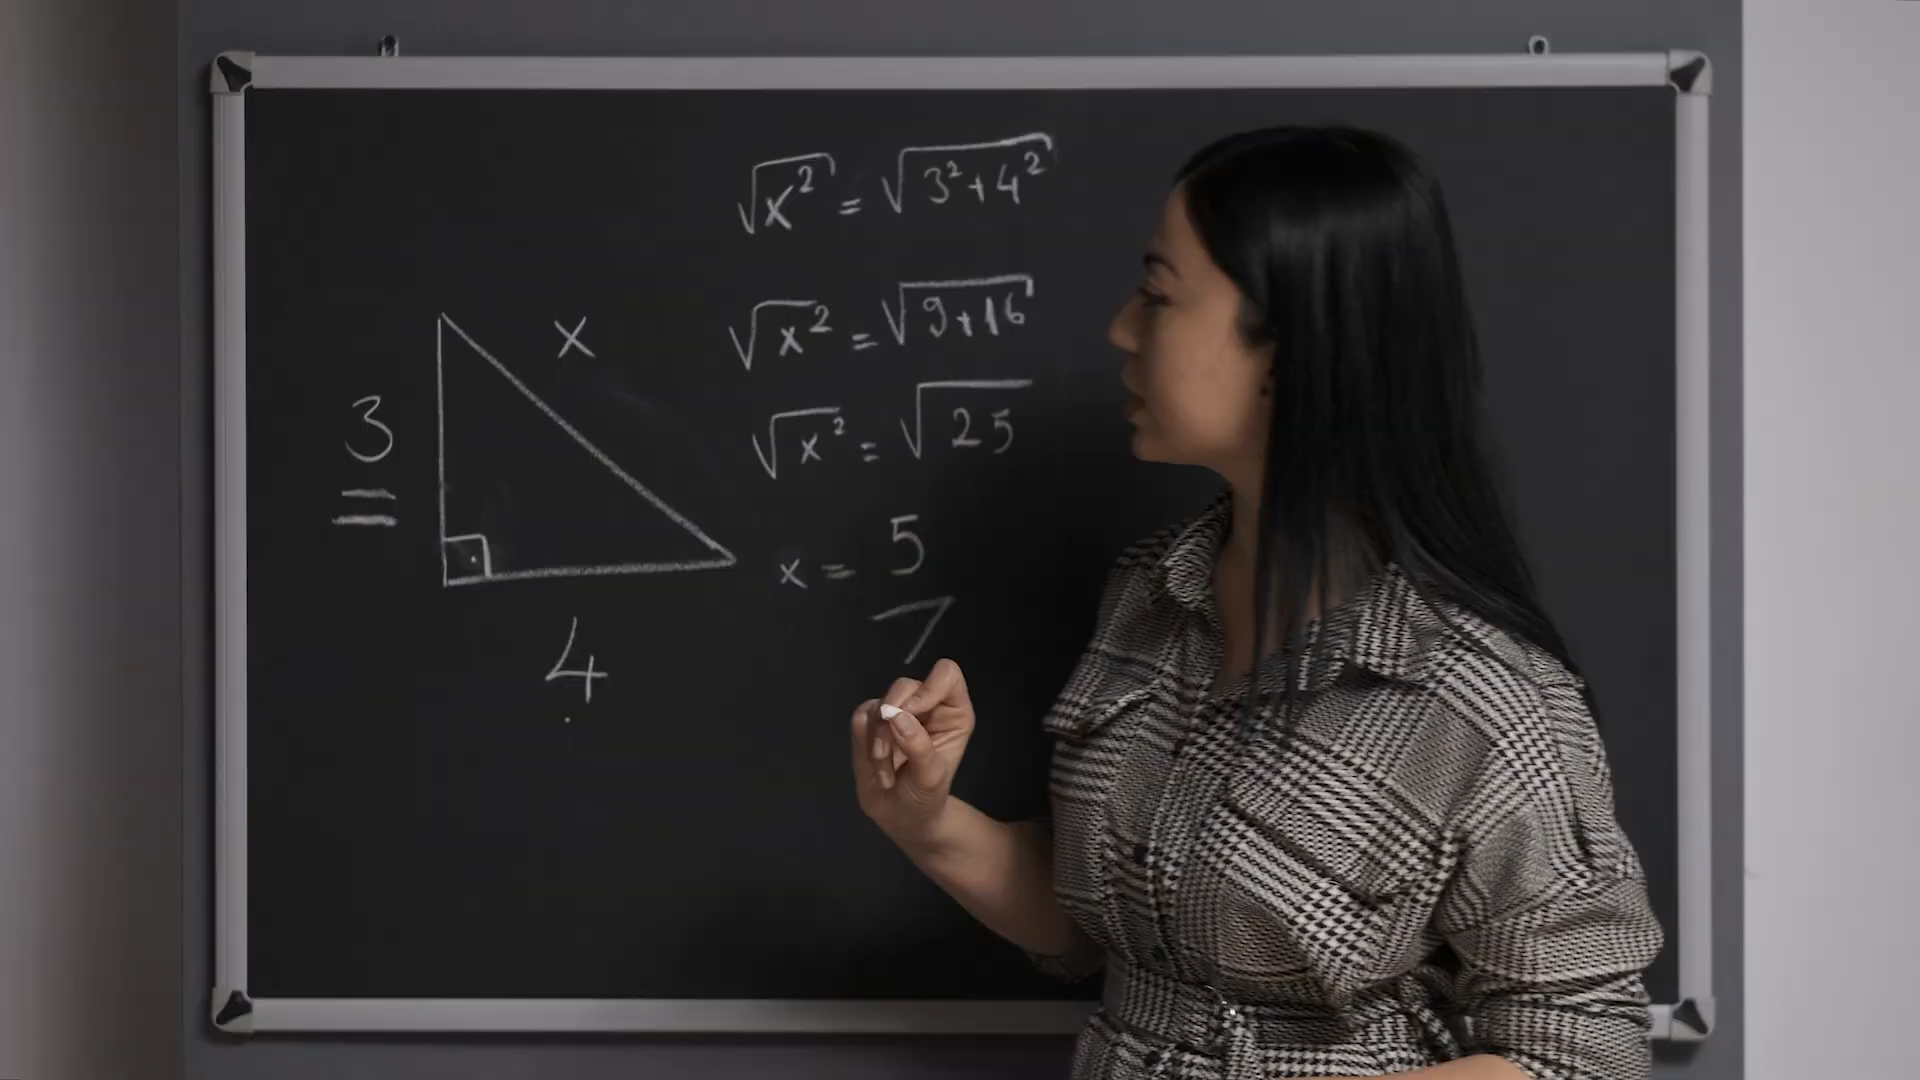 √x² = √3²+4²
√x² = √9+16
x
3
√x² = √25
x = 5
4